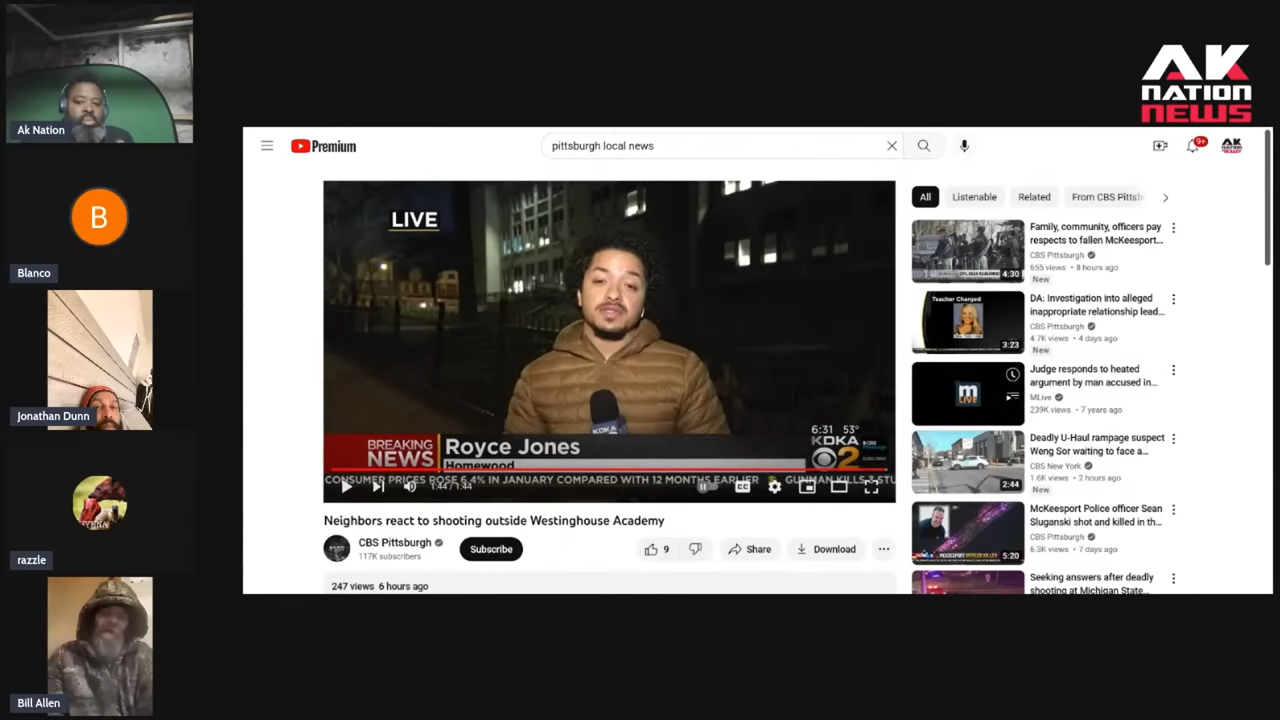 Ak Nation
B
Blanco
Jonathan Dunn
razzle
Bill Allen
AK
NATION
NEWS
Premium
pittsburgh local news
9+
LIVE
BREAKING
NEWS
Royce Jones
Homewood
6:31 53°
KDKA
2
KDKA
CONSUMER PRICES ROSE 6.4% IN JANUARY COMPARED WITH 12 MONTHS EARLIER
GUNMAN KILLS 3 STU
1:44 / 1:44
CC
Neighbors react to shooting outside Westinghouse Academy
CBS Pittsburgh
117K subscribers
Subscribe
9
Share
Download
247 views 6 hours ago
All
Listenable
Related
From CBS Pittsb
Family, community, officers pay
respects to fallen McKeesport...
CBS Pittsburgh
655 views • 8 hours ago
New
4:30
DA: Investigation into alleged
inappropriate relationship lead...
CBS Pittsburgh
4.7K views • 4 days ago
New
Teacher Charged
3:23
Judge responds to heated
argument by man accused in...
MLive
239K views • 7 years ago
m
LIVE
Deadly U-Haul rampage suspect
Weng Sor waiting to face a...
CBS New York
1.6K views • 2 hours ago
New
2:44
McKeesport Police officer Sean
Sluganski shot and killed in th...
CBS Pittsburgh
6.3K views • 7 days ago
5:20
Seeking answers after deadly
shooting at Michigan State...